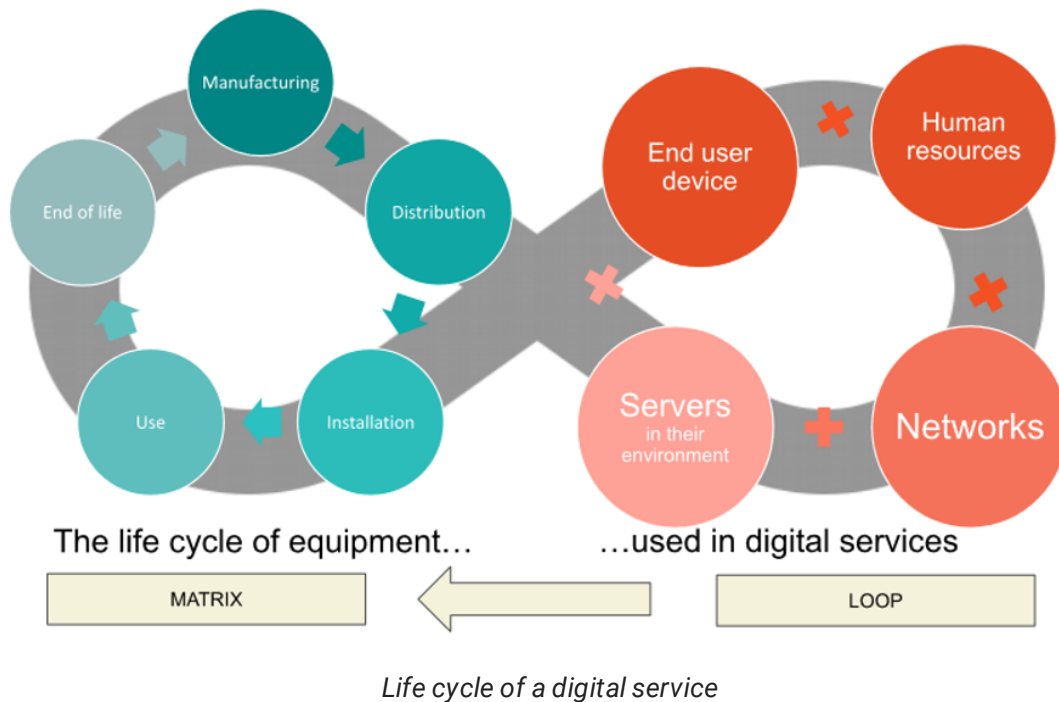 Manufacturing
Distribution
Installation
Use
End of life
End user
device
Human
resources
Networks
Servers
in their
environment
The life cycle of equipment…
…used in digital services
MATRIX
LOOP
Life cycle of a digital service